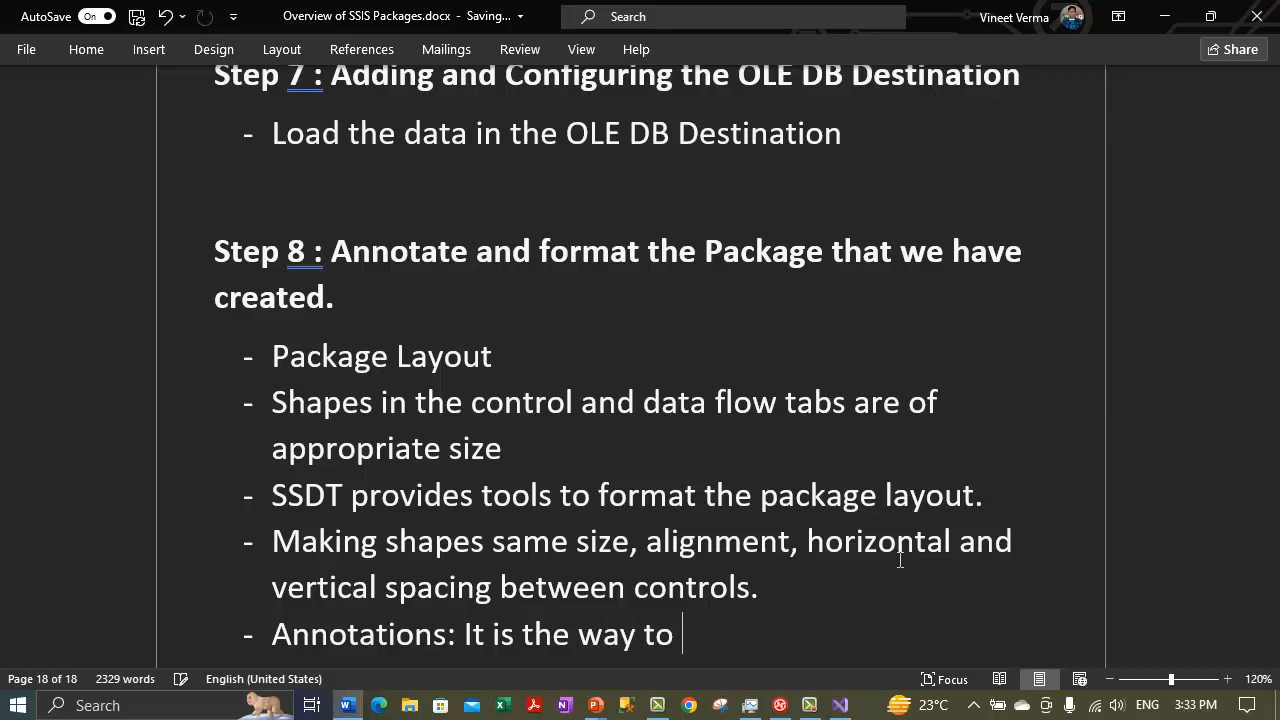 AutoSave On Overview of SSIS Packages.docx - Saving... Search Vineet Verma
File Home Insert Design Layout References Mailings Review View Help Share
Step 7 : Adding and Configuring the OLE DB Destination
- Load the data in the OLE DB Destination
Step 8 : Annotate and format the Package that we have
created.
- Package Layout
- Shapes in the control and data flow tabs are of
appropriate size
- SSDT provides tools to format the package layout.
- Making shapes same size, alignment, horizontal and
vertical spacing between controls.
- Annotations: It is the way to
Page 18 of 18 2329 words English (United States) Focus 120%
Search 23°C 3:33 PM